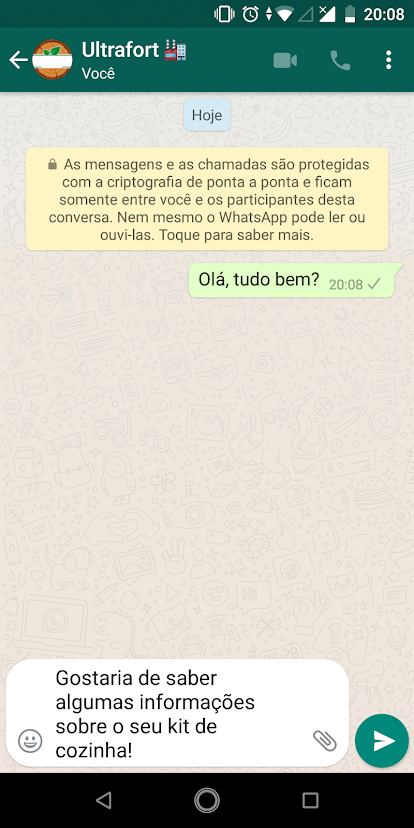 20:08
Ultrafort 🏭
Você
Hoje
As mensagens e as chamadas são protegidas
com a criptografia de ponta a ponta e ficam
somente entre você e os participantes desta
conversa. Nem mesmo o WhatsApp pode ler ou
ouvi-las. Toque para saber mais.
Olá, tudo bem? 20:08
Gostaria de saber
algumas informações
sobre o seu kit de
cozinha!